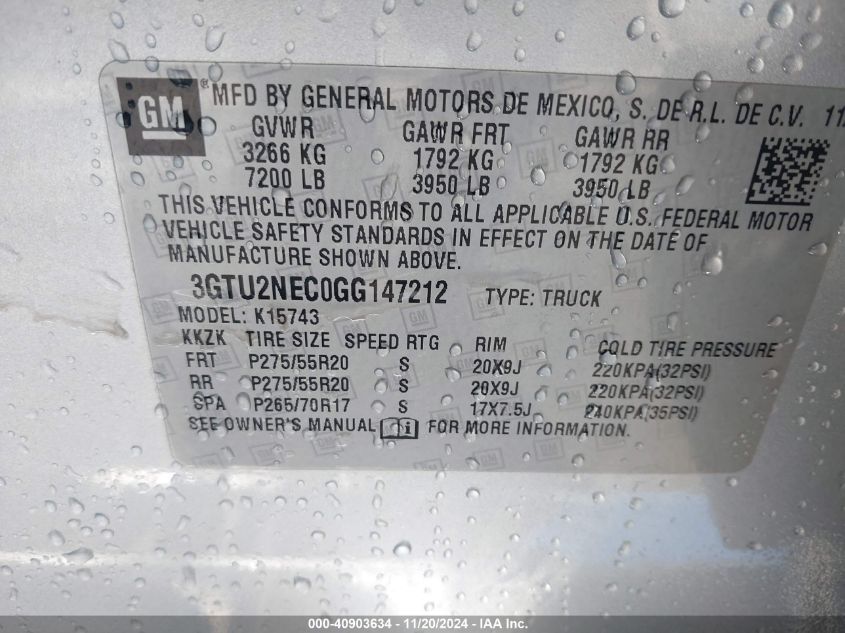 GM
®MFD BY GENERAL MOTORS DE MEXICO, S. DE R.L. DE C.V. 11
GVWR GAWR FRT GAWR RR
3266 KG 1792 KG 1792 KG
7200 LB 3950 LB 3950 LB
THIS VEHICLE CONFORMS TO ALL APPLICABLE U.S. FEDERAL MOTOR
VEHICLE SAFETY STANDARDS IN EFFECT ON THE DATE OF
MANUFACTURE SHOWN ABOVE.
3GTU2NEC0GG147212 TYPE: TRUCK
MODEL: K15743
KKZK TIRE SIZE SPEED RTG RIM COLD TIRE PRESSURE
FRT P275/55R20 S 20X9J 220KPA(32PSI)
RR P275/55R20 S 20X9J 220KPA(32PSI)
SPA P265/70R17 S 17X7.5J 240KPA(35PSI)
SEE OWNER'S MANUAL FOR MORE INFORMATION.
000-40903634 - 11/20/2024 - IAAI.com.